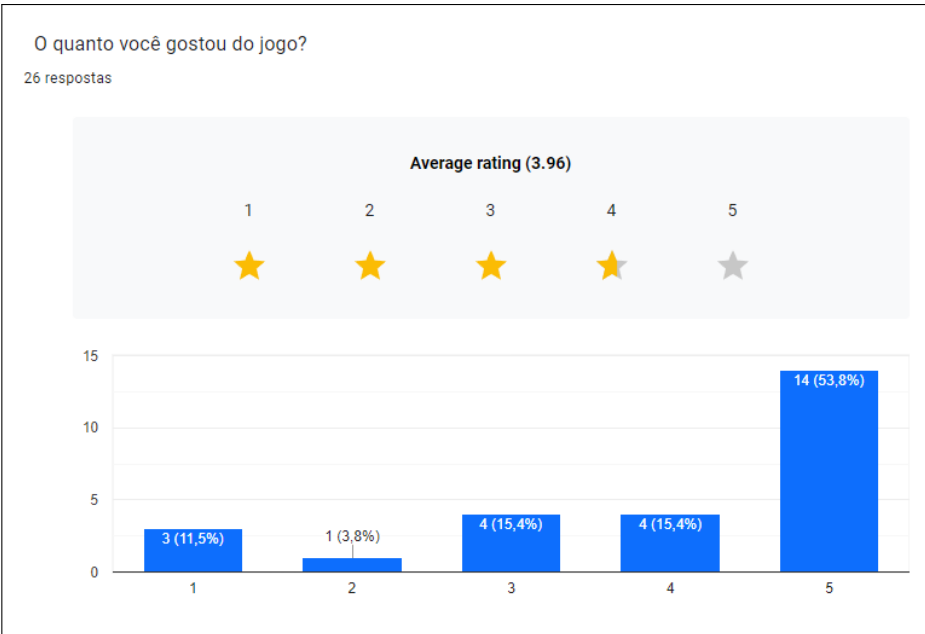 O quanto você gostou do jogo?
26 respostas
Average rating (3.96)
1 2 3 4 5
15
10
5
0
3 (11,5%)
1 (3,8%)
4 (15,4%)
4 (15,4%)
14 (53,8%)
1 2 3 4 5